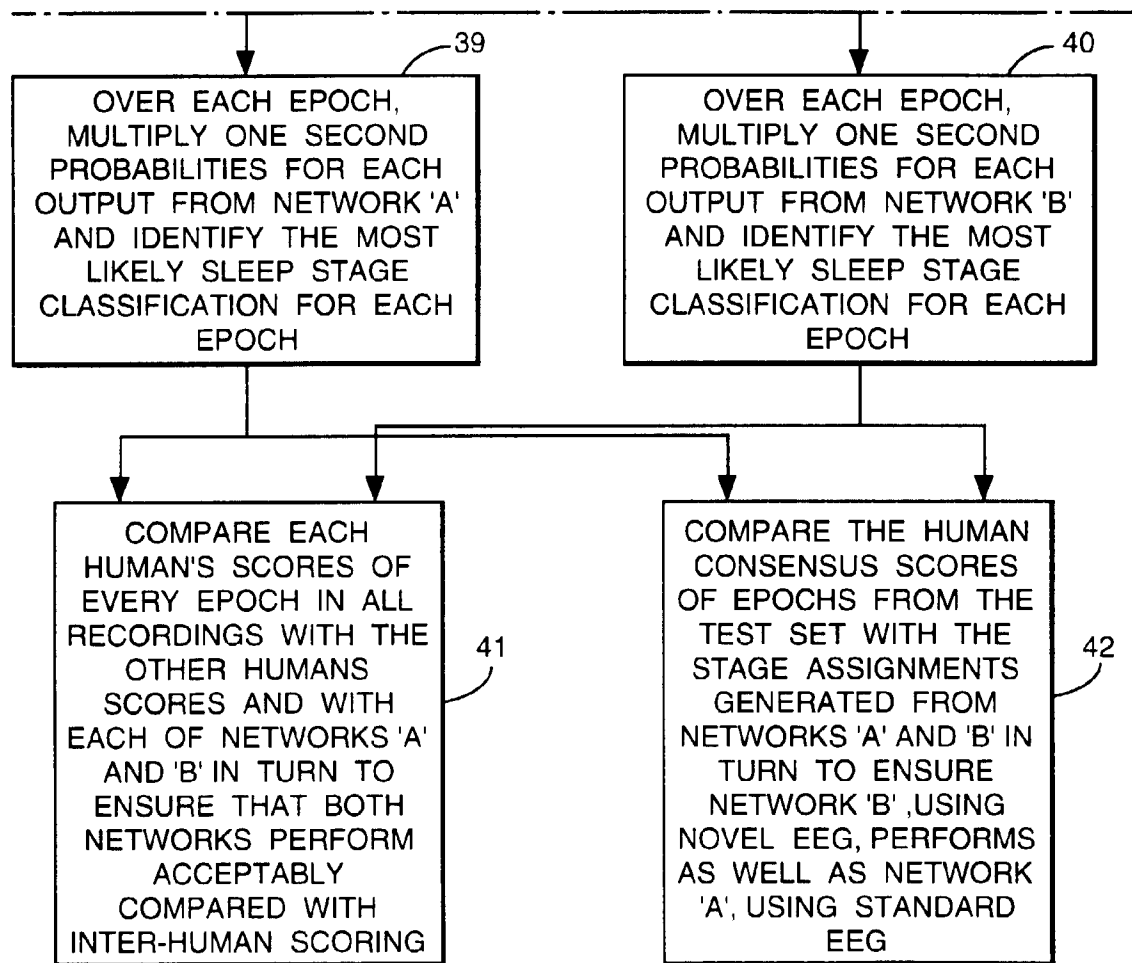 39
OVER EACH EPOCH,
MULTIPLY ONE SECOND
PROBABILITIES FOR EACH
OUTPUT FROM NETWORK 'A'
AND IDENTIFY THE MOST
LIKELY SLEEP STAGE
CLASSIFICATION FOR EACH
EPOCH
40
OVER EACH EPOCH,
MULTIPLY ONE SECOND
PROBABILITIES FOR EACH
OUTPUT FROM NETWORK 'B'
AND IDENTIFY THE MOST
LIKELY SLEEP STAGE
CLASSIFICATION FOR EACH
EPOCH
COMPARE EACH
HUMAN'S SCORES OF
EVERY EPOCH IN ALL
RECORDINGS WITH THE
OTHER HUMANS
SCORES AND WITH
EACH OF NETWORKS 'A'
AND 'B' IN TURN TO
ENSURE THAT BOTH
NETWORKS PERFORM
ACCEPTABLY
COMPARED WITH
INTER-HUMAN SCORING
41
COMPARE THE HUMAN
CONSENSUS SCORES
OF EPOCHS FROM THE
TEST SET WITH THE
STAGE ASSIGNMENTS
GENERATED FROM
NETWORKS 'A' AND 'B' IN
TURN TO ENSURE
NETWORK 'B' ,USING
NOVEL EEG, PERFORMS
AS WELL AS NETWORK
'A', USING STANDARD
EEG
42